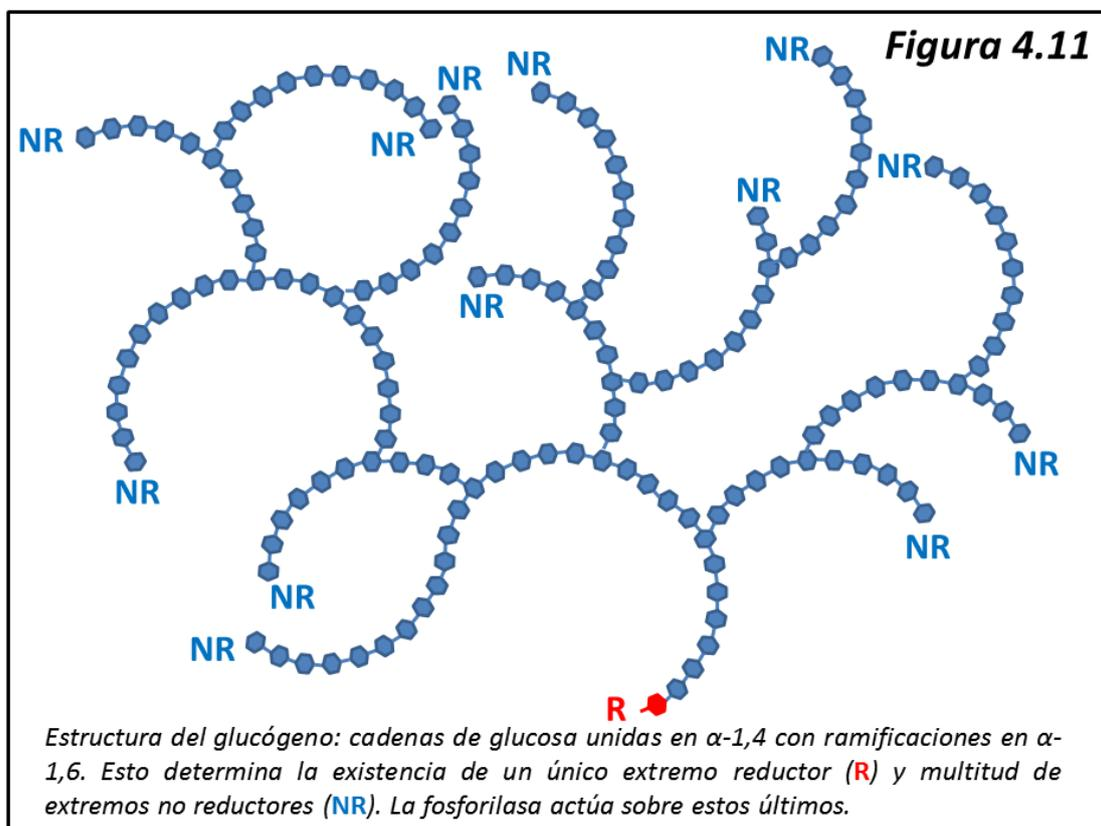 Figura 4.11
NR
NR
NR
NR
NR
NR
NR
NR
NR
NR
NR
NR
NR
R
Estructura del glucógeno: cadenas de glucosa unidas en α-1,4 con ramificaciones en α-
1,6. Esto determina la existencia de un único extremo reductor (R) y multitud de
extremos no reductores (NR). La fosforilasa actúa sobre estos últimos.